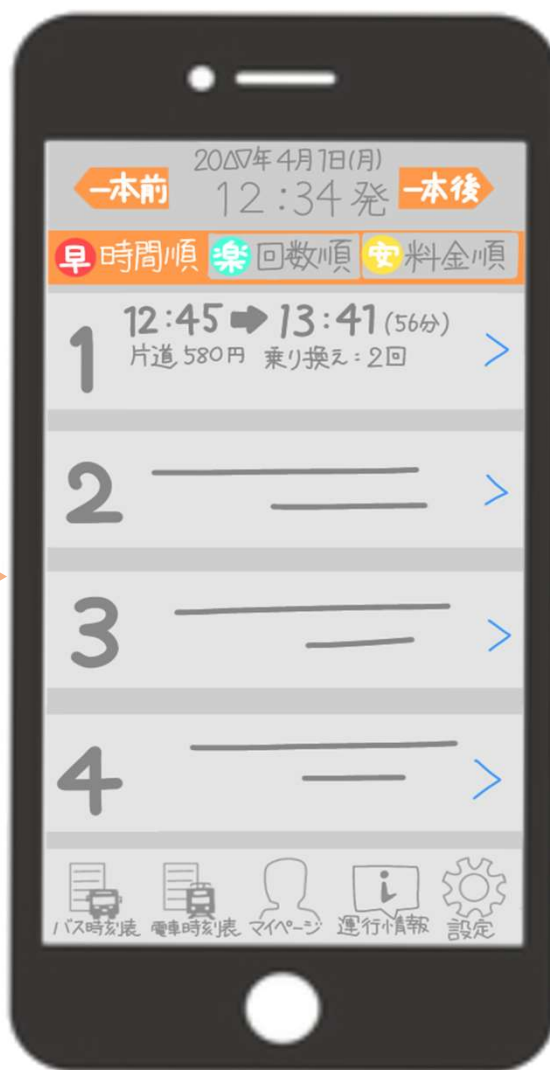 20△▽年4月1日(月)
一本前 12:34発 一本後
早 時間順 楽 回数順 安 料金順
1 12:45 ➡ 13:41 (56分)
片道 580円 乗り換え:2回
2
3
4
i
バス時刻表 電車時刻表 マイページ 運行情報 設定